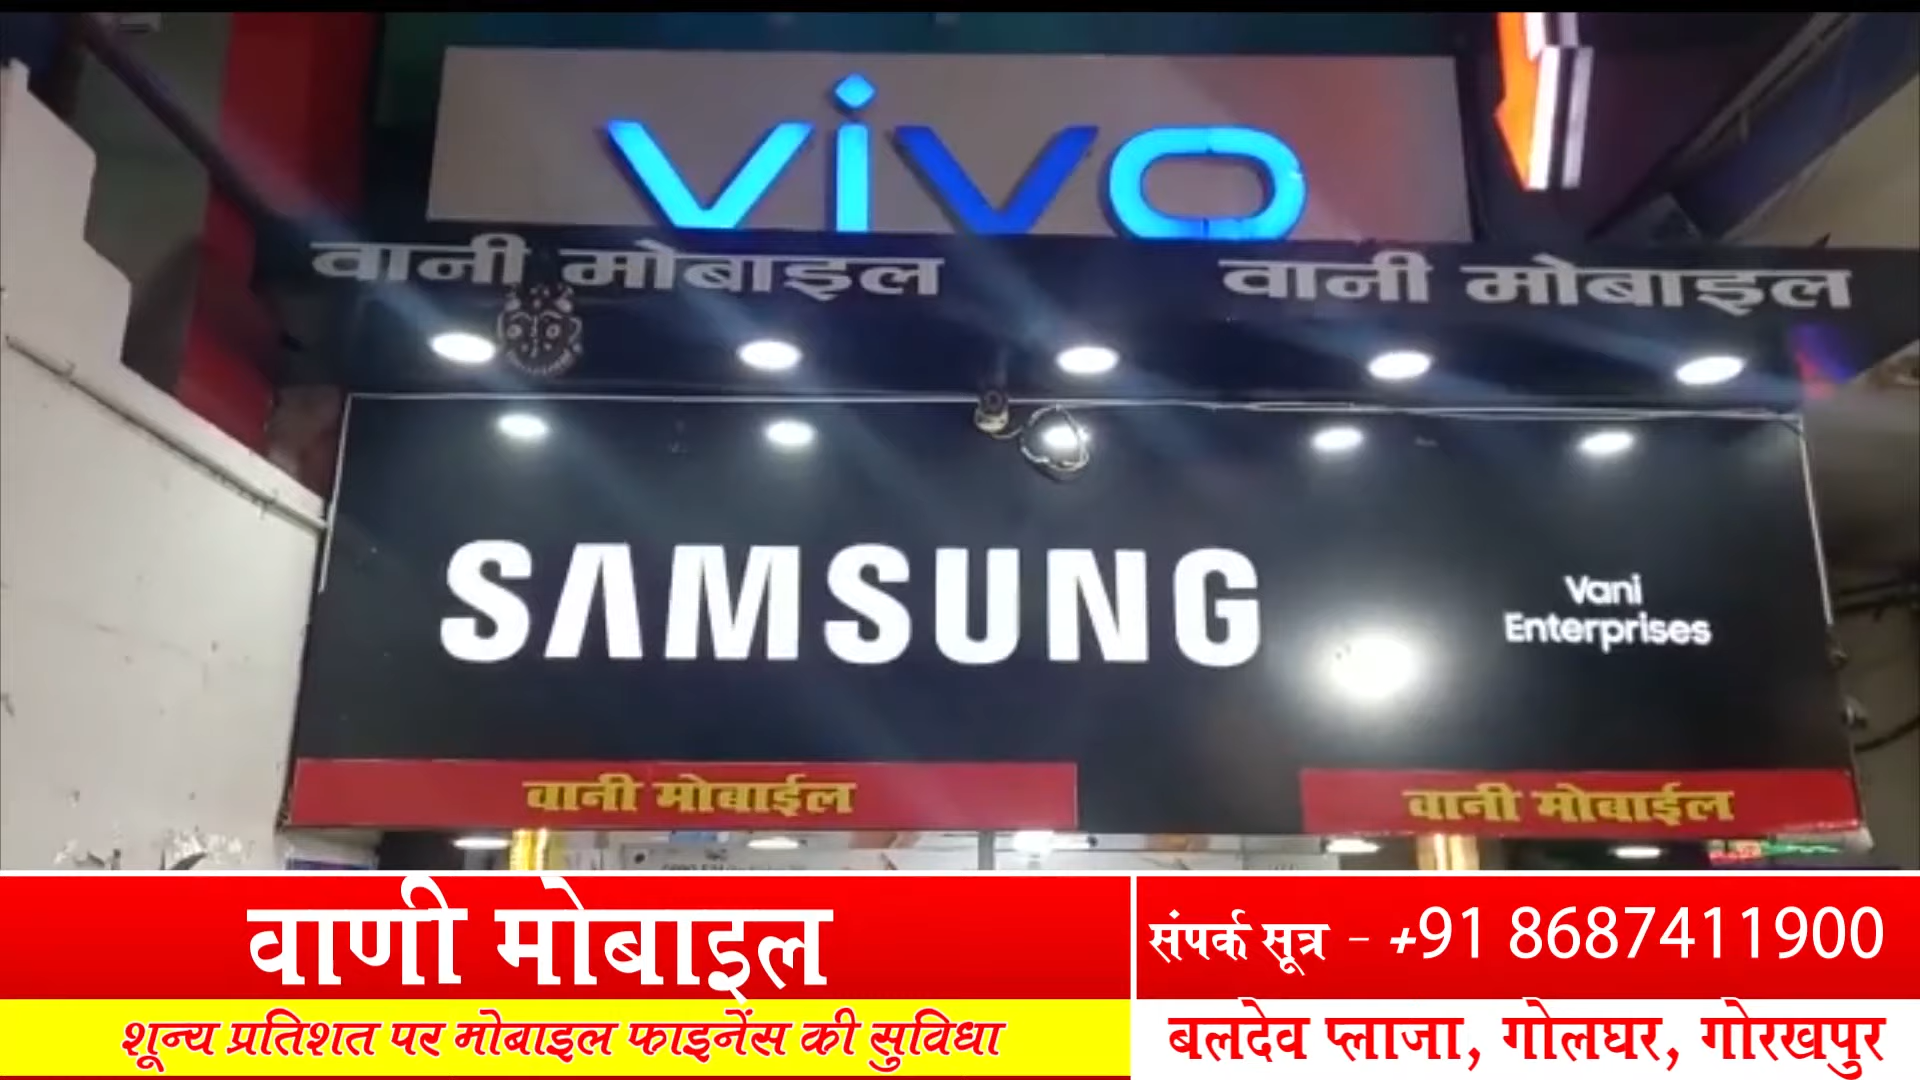 vivo
वानी मोबाइल वानी मोबाइल
SAMSUNG
Vani
Enterprises
वानी मोबाईल वानी मोबाईल
वाणी मोबाइल
संपर्क सूत्र - +91 8687411900
शून्य प्रतिशत पर मोबाइल फाइनेंस की सुविधा
बलदेव प्लाजा, गोलघर, गोरखपुर